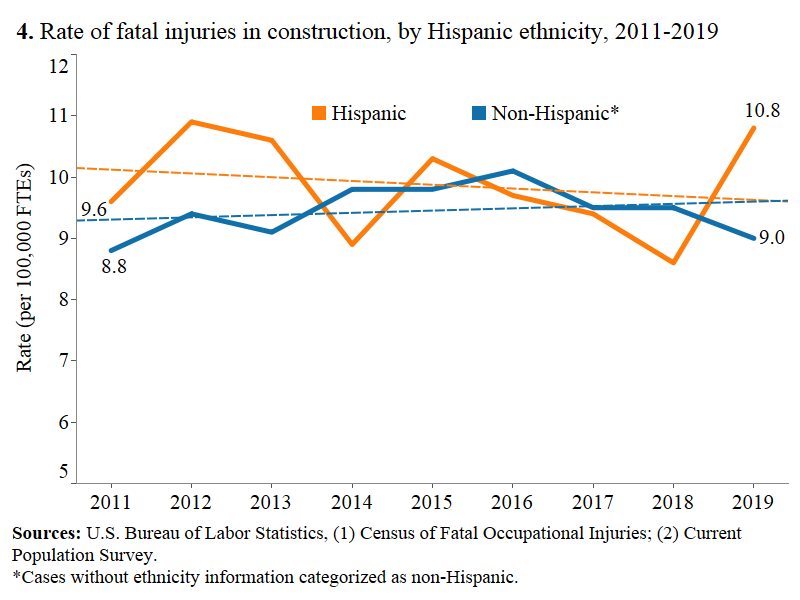 4. Rate of fatal injuries in construction, by Hispanic ethnicity, 2011-2019
Rate (per 100,000 FTEs)
12
11
10
9
8
7
6
5
Hispanic
Non-Hispanic*
9.6
8.8
10.8
9.0
2011 2012 2013 2014 2015 2016 2017 2018 2019
Sources: U.S. Bureau of Labor Statistics, (1) Census of Fatal Occupational Injuries; (2) Current
Population Survey.
*Cases without ethnicity information categorized as non-Hispanic.